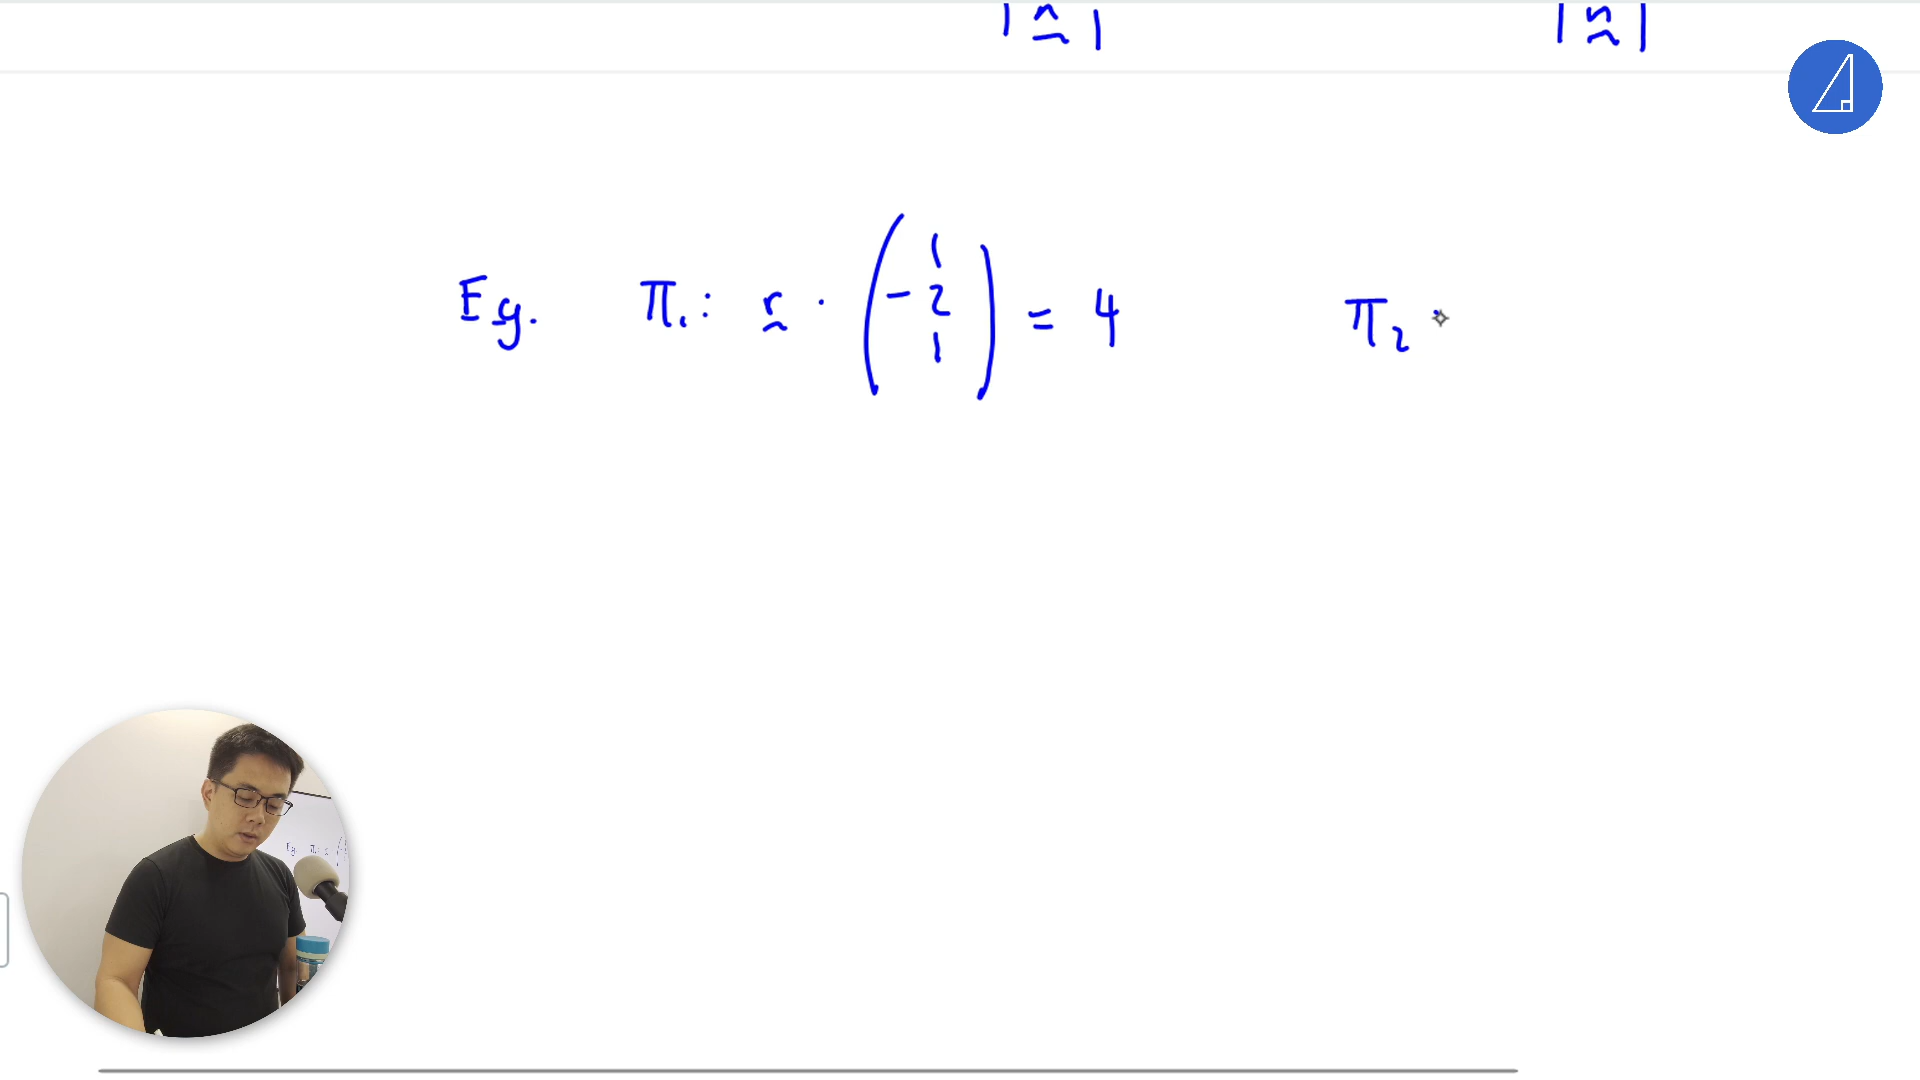 |n| |n|
Eg. π₁: r · (1 -2 1) = 4 π₂